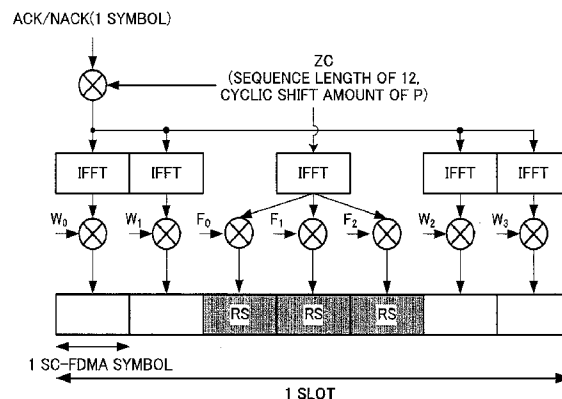 ACK/NACK(1 SYMBOL)
ZC
(SEQUENCE LENGTH OF 12,
CYCLIC SHIFT AMOUNT OF P)
IFFT IFFT IFFT IFFT IFFT
W0 W1 F0 F1 F2 W2 W3
RS RS RS
1 SC-FDMA SYMBOL
1 SLOT